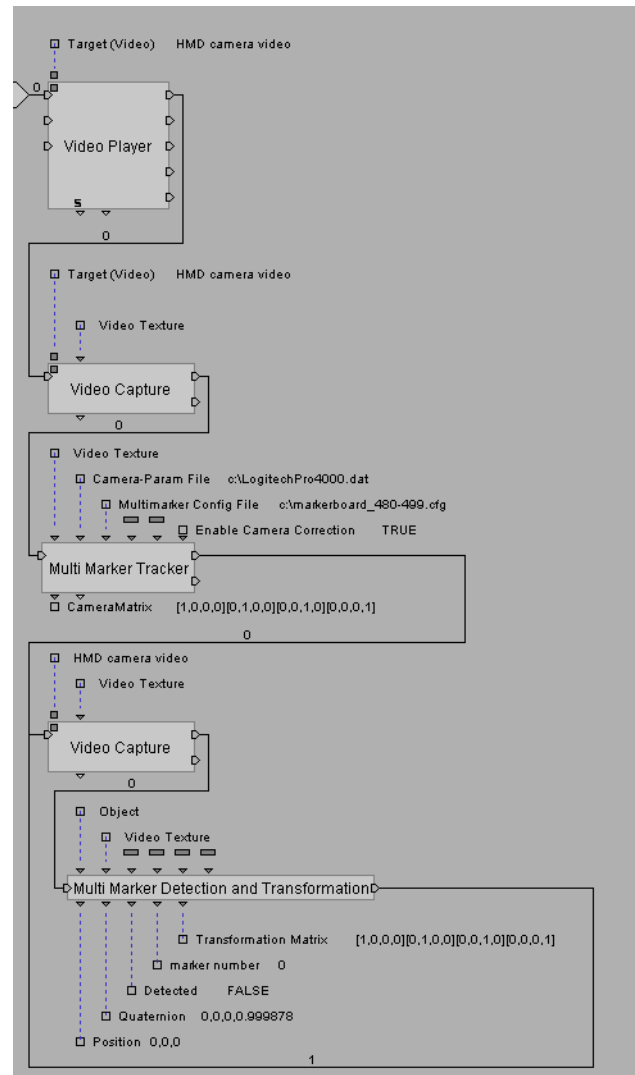 Target (Video) HMD camera video
0
Video Player
S
0
Target (Video) HMD camera video
Video Texture
Video Capture
0
Video Texture
Camera-Param File c:\LogitechPro4000.dat
Multimarker Config File c:\markerboard_480-499.cfg
Enable Camera Correction TRUE
Multi Marker Tracker
CameraMatrix [1,0,0,0][0,1,0,0][0,0,1,0][0,0,0,1]
0
HMD camera video
Video Texture
Video Capture
0
Object
Video Texture
Multi Marker Detection and Transformation
Transformation Matrix [1,0,0,0][0,1,0,0][0,0,1,0][0,0,0,1]
marker number 0
Detected FALSE
Quaternion 0,0,0,0.999878
Position 0,0,0
1